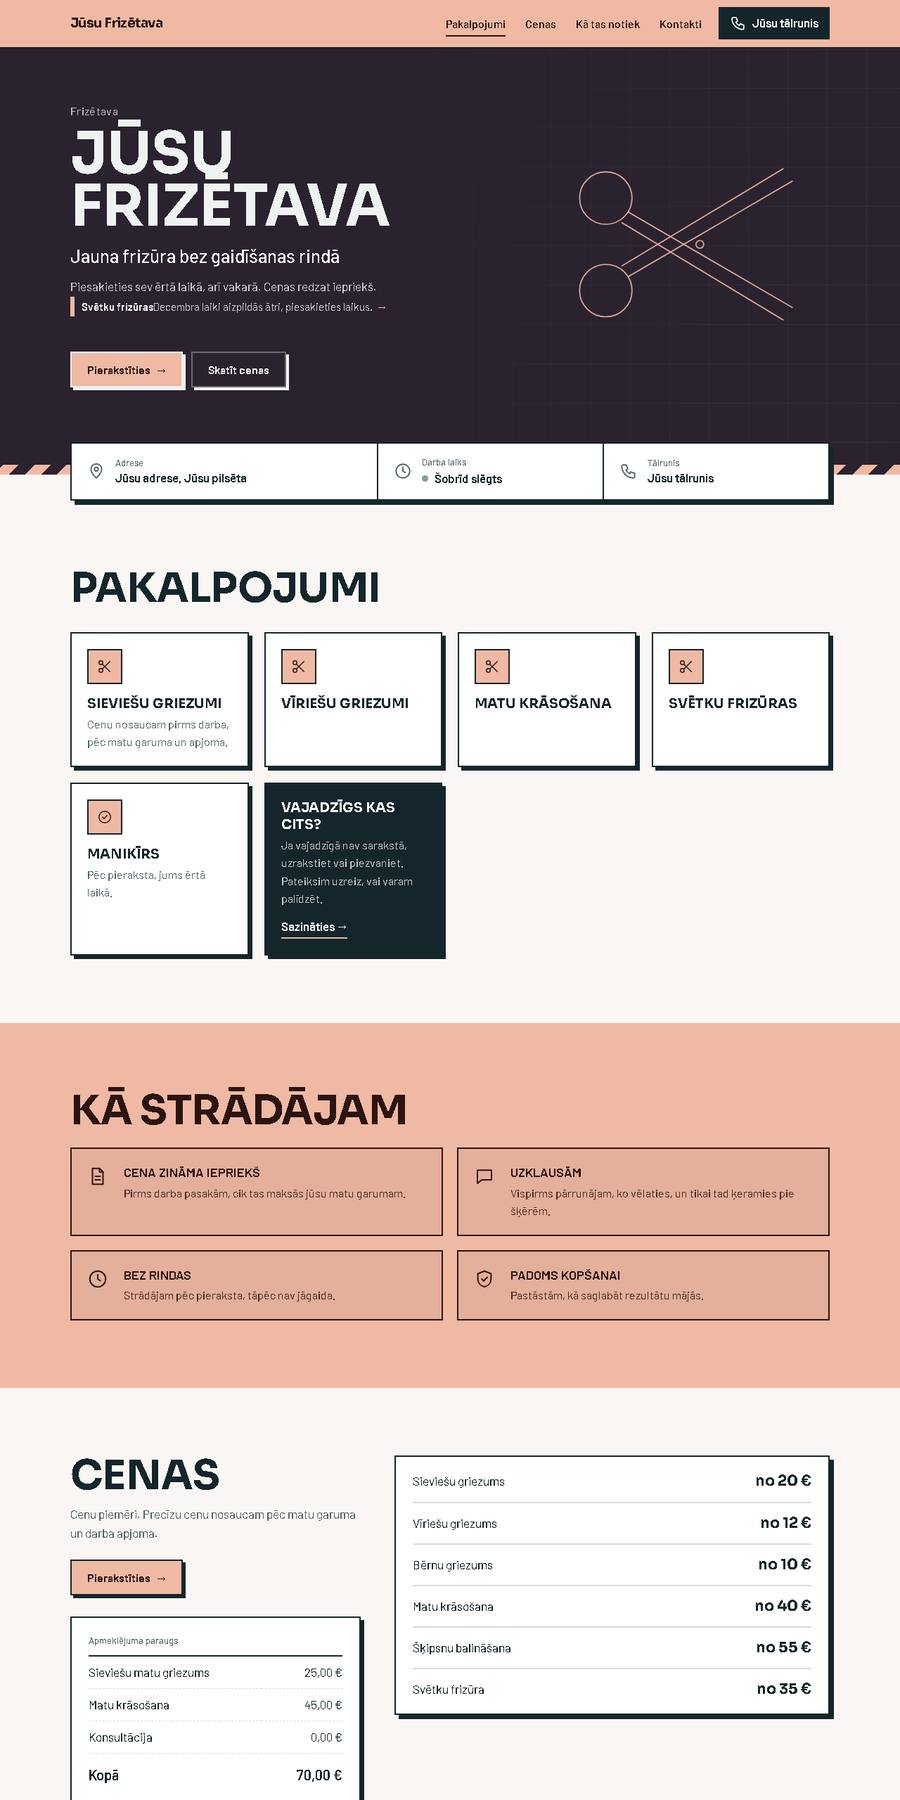 Jūsu Frizētava
Pakalpojumi
Cenas
Kā tas notiek
Kontakti
Jūsu tālrunis
Frizētava
JŪSU
FRIZĒTAVA
Jauna frizūra bez gaidīšanas rindā
Piesakieties sev ērtā laikā, arī vakarā. Cenas redzat iepriekš.
Svētku frizūrasDecembra laiki aizpildās ātri, piesakieties laikus. →
Pierakstīties →
Skatīt cenas
Adrese
Jūsu adrese, Jūsu pilsēta
Darba laiks
Šobrīd slēgts
Tālrunis
Jūsu tālrunis
PAKALPOJUMI
SIEVIEŠU GRIEZUMI
Cenu nosaucam pirms darba,
pēc matu garuma un apjoma.
VĪRIEŠU GRIEZUMI
MATU KRĀSOŠANA
SVĒTKU FRIZŪRAS
MANIKĪRS
Pēc pieraksta, jums ērtā
laikā.
VAJADZĪGS KAS
CITS?
Ja vajadzīgā nav sarakstā,
uzrakstiet vai piezvaniet.
Pateiksim uzreiz, vai varam
palīdzēt.
Sazināties →
KĀ STRĀDĀJAM
CENA ZINĀMA IEPRIEKŠ
Pirms darba pasakām, cik tas maksās jūsu matu garumam.
UZKLAUSĀM
Vispirms pārrunājam, ko vēlaties, un tikai tad ķeramies pie
šķērēm.
BEZ RINDAS
Strādājam pēc pieraksta, tāpēc nav jāgaida.
PADOMS KOPŠANAI
Pastāstām, kā saglabāt rezultātu mājās.
CENAS
Cenu piemēri. Precīzu cenu nosaucam pēc matu garuma
un darba apjoma.
Pierakstīties →
Apmeklējuma paraugs
Sieviešu matu griezums 25,00 €
Matu krāsošana 45,00 €
Konsultācija 0,00 €
Kopā 70,00 €
Sieviešu griezums no 20 €
Vīriešu griezums no 12 €
Bērnu griezums no 10 €
Matu krāsošana no 40 €
Šķipsnu balināšana no 55 €
Svētku frizūra no 35 €